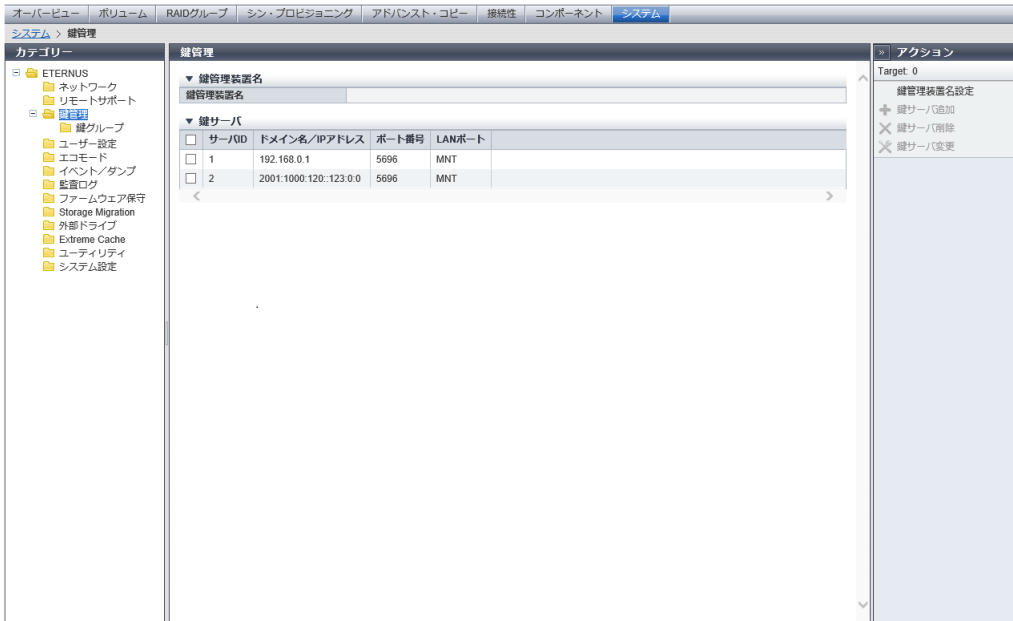 オーバービュー ボリューム RAIDグループ シン・プロビジョニング アドバンスト・コピー 接続性 コンポーネント システム
システム > 鍵管理
カテゴリー
ETERNUS
ネットワーク
リモートサポート
鍵管理
鍵グループ
ユーザー設定
エコモード
イベント／ダンプ
監査ログ
ファームウェア保守
Storage Migration
外部ドライブ
Extreme Cache
ユーティリティ
システム設定
鍵管理
▼ 鍵管理装置名
鍵管理装置名
▼ 鍵サーバ
サーバID ドメイン名／IPアドレス ポート番号 LANポート
1 192.168.0.1 5696 MNT
2 2001:1000:120::123:0:0 5696 MNT
» アクション
Target: 0
鍵管理装置名設定
鍵サーバ追加
鍵サーバ削除
鍵サーバ変更